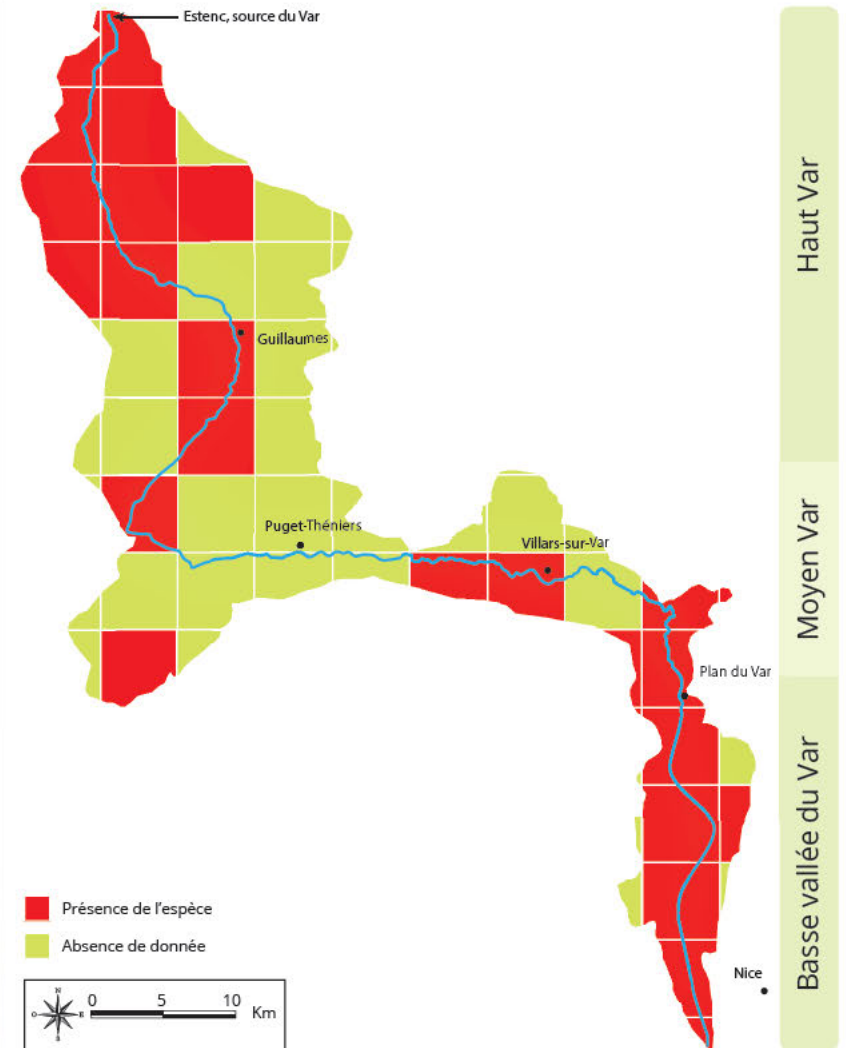 Estenc, source du Var
Haut Var
Guillaumes
Puget-Théniers
Villars-sur-Var
Moyen Var
Plan du Var
Basse vallée du Var
Présence de l'espèce
Absence de donnée
Nice
N
O E
S
0 5 10 Km